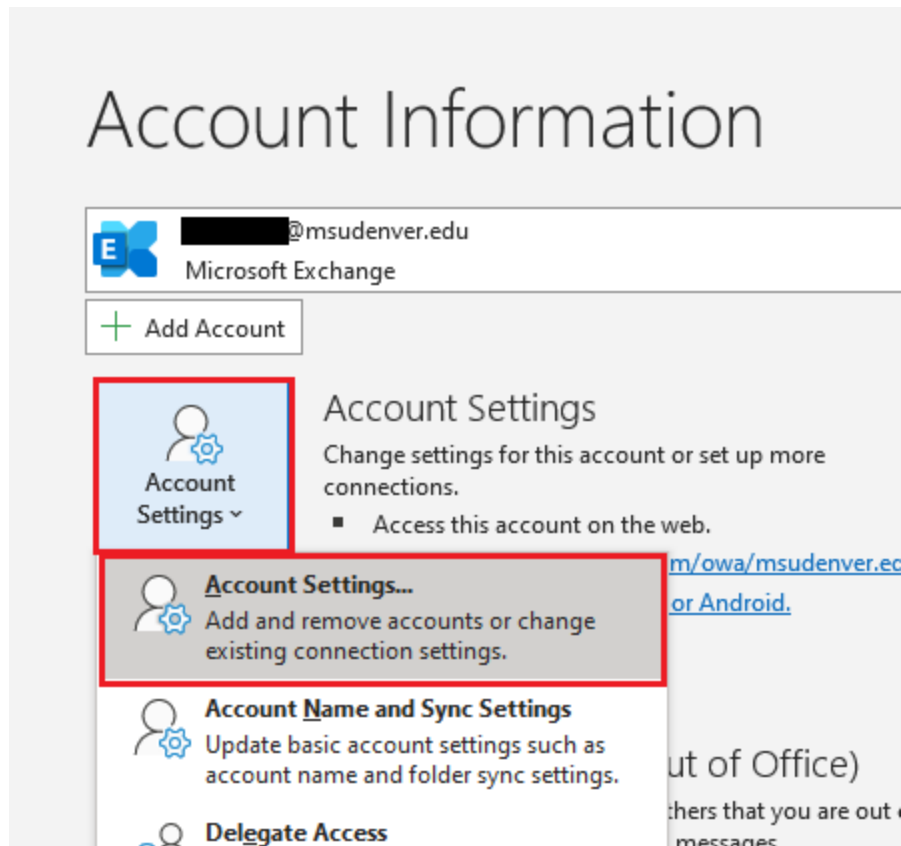 Account Information
@msudenver.edu
E
Microsoft Exchange
Add Account
Account
Settings
Account Settings
Change settings for this account or set up more
connections.
Access this account on the web.
m/owa/msudenver.ed
or Android.
Account Settings...
Add and remove accounts or change
existing connection settings.
Account Name and Sync Settings
Update basic account settings such as
account name and folder sync settings.
ut of Office)
thers that you are out
Delegate Access
messages